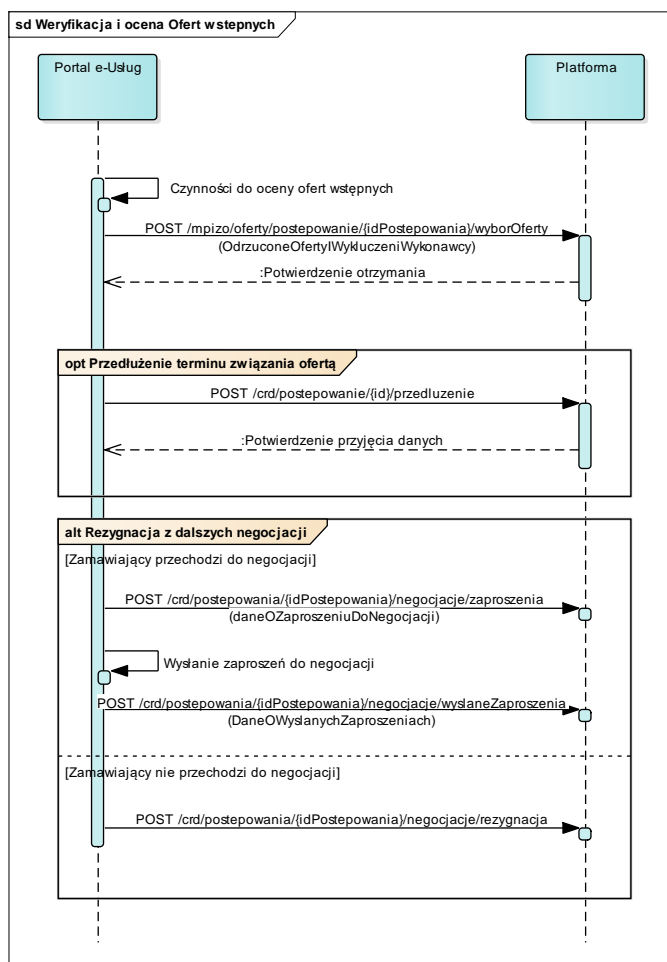 sd Weryfikacja i ocena Ofert wstepnych
Portal e-Usług
Platforma
Czynności do oceny ofert wstępnych
POST /mpizo/oferty/postepowanie/{idPostepowania}/wyborOferty
(OdrzuconeOfertyIWykluczeniWykonawcy)
:Potwierdzenie otrzymania
opt Przedłużenie terminu związania ofertą
POST /crd/postepowanie/{id}/przedluzenie
:Potwierdzenie przyjęcia danych
alt Rezygnacja z dalszych negocjacji
[Zamawiający przechodzi do negocjacji]
POST /crd/postepowania/{idPostepowania}/negocjacje/zaproszenia
(daneOZaproszeniuDoNegocjacji)
Wysłanie zaproszeń do negocjacji
POST /crd/postepowania/{idPostepowania}/negocjacje/wyslaneZaproszenia
(DaneOWyslanychZaproszeniach)
[Zamawiający nie przechodzi do negocjacji]
POST /crd/postepowania/{idPostepowania}/negocjacje/rezygnacja